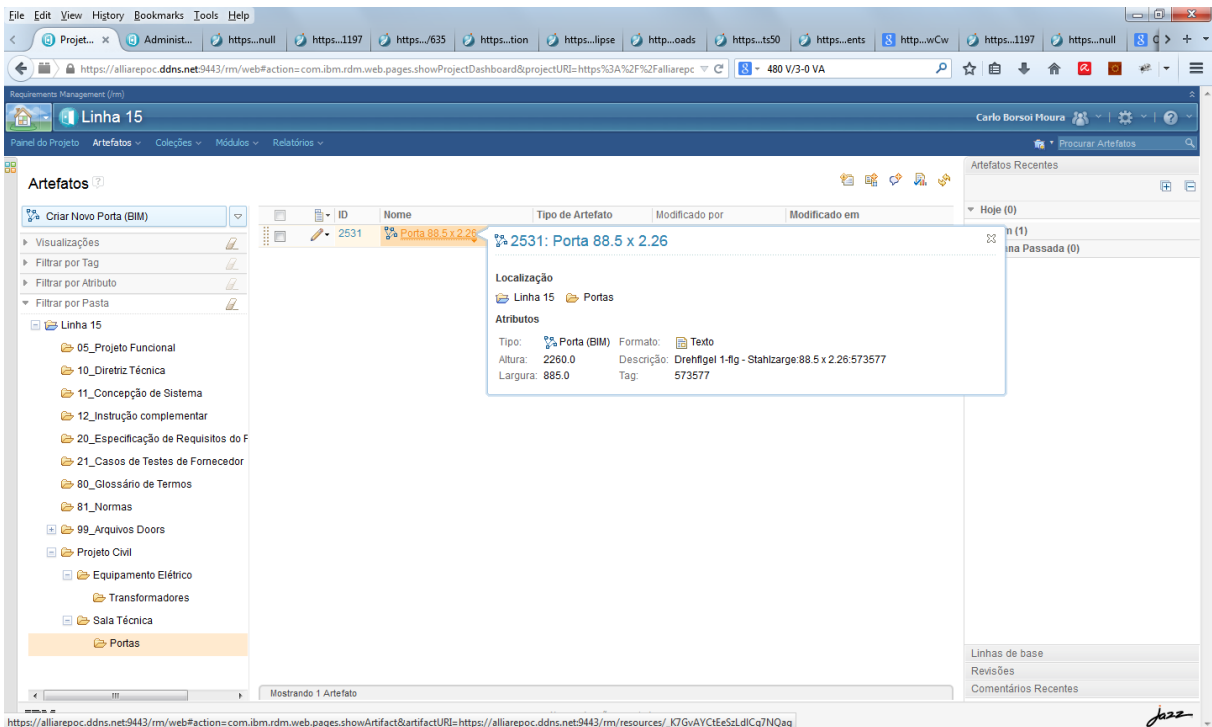 File Edit View History Bookmarks Tools Help
Projet... × Administ... https...null https...1197 https.../635 https...tion https...lipse http...oads https...ts50 https...ents http...wCw https...1197 https...null
https://alliarepoc.ddns.net:9443/rm/web#action=com.ibm.rdm.web.pages.showProjectDashboard&projectURI=https%3A%2F%2Falliarepc 480 V/3-0 VA
Requirements Management (/rm)
Linha 15 Carlo Borsoi Moura
Painel do Projeto Artefatos Coleções Módulos Relatórios Procurar Artefatos
Artefatos
Artefatos Recentes
Criar Novo Porta (BIM)
ID Nome Tipo de Artefato Modificado por Modificado em
Hoje (0)
2531 Porta 88.5 x 2.26
m (1)
na Passada (0)
2531: Porta 88.5 x 2.26
Localização
Linha 15 Portas
Atributos
Tipo: Porta (BIM) Formato: Texto
Altura: 2260.0 Descrição: Drehflgel 1-flg - Stahlzarge:88.5 x 2.26:573577
Largura: 885.0 Tag: 573577
Visualizações
Filtrar por Tag
Filtrar por Atributo
Filtrar por Pasta
Linha 15
05_Projeto Funcional
10_Diretriz Técnica
11_Concepção de Sistema
12_Instrução complementar
20_Especificação de Requisitos do F
21_Casos de Testes de Fornecedor
80_Glossário de Termos
81_Normas
99_Arquivos Doors
Projeto Civil
Equipamento Elétrico
Transformadores
Sala Técnica
Portas
Linhas de base
Revisões
Comentários Recentes
Mostrando 1 Artefato
https://alliarepoc.ddns.net:9443/rm/web#action=com.ibm.rdm.web.pages.showArtifact&artifactURI=https://alliarepoc.ddns.net:9443/rm/resources/_K7GvAYCtEeSzLdICq7NQag
jazz